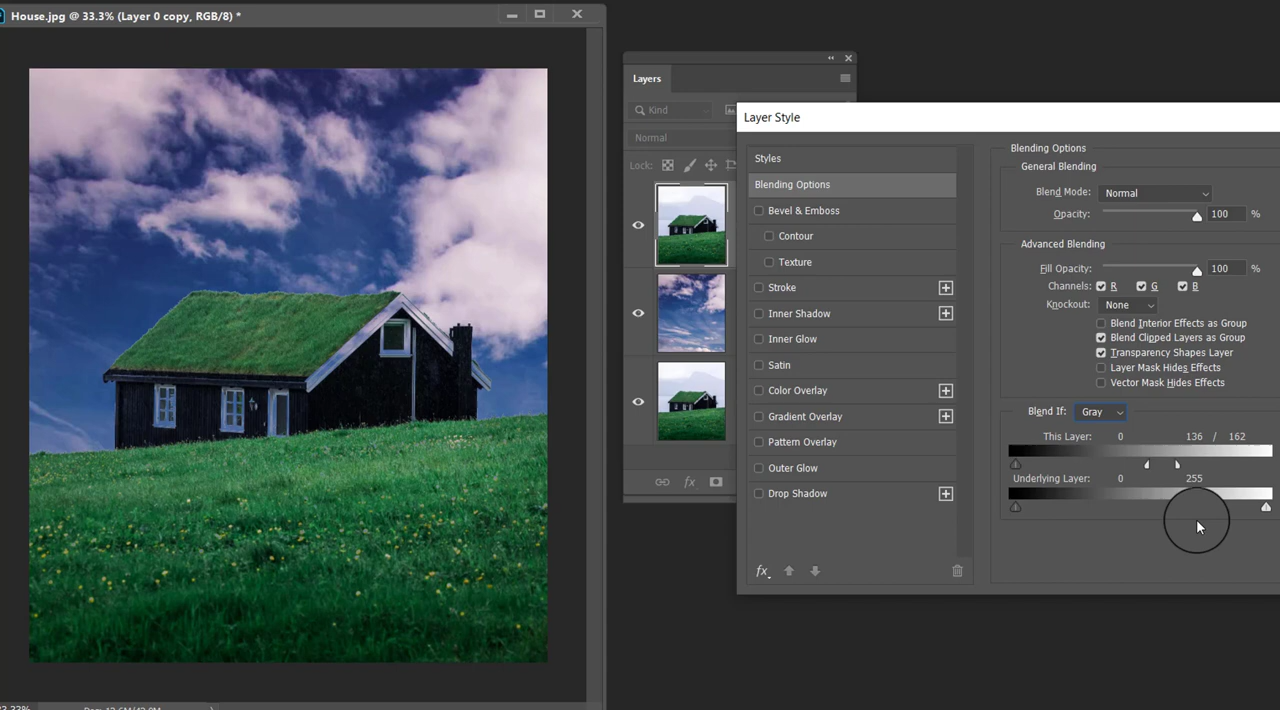 House.jpg @ 33.3% (Layer 0 copy, RGB/8) *
Layers
Kind
Normal
Lock:
Layer Style
Styles
Blending Options
Bevel & Emboss
Contour
Texture
Stroke
Inner Shadow
Inner Glow
Satin
Color Overlay
Gradient Overlay
Pattern Overlay
Outer Glow
Drop Shadow
fx
fx
Blending Options
General Blending
Blend Mode: Normal
Opacity: 100 %
Advanced Blending
Fill Opacity: 100 %
Channels: R G B
Knockout: None
Blend Interior Effects as Group
Blend Clipped Layers as Group
Transparency Shapes Layer
Layer Mask Hides Effects
Vector Mask Hides Effects
Blend If: Gray
This Layer: 0 136 / 162
Underlying Layer: 0 255